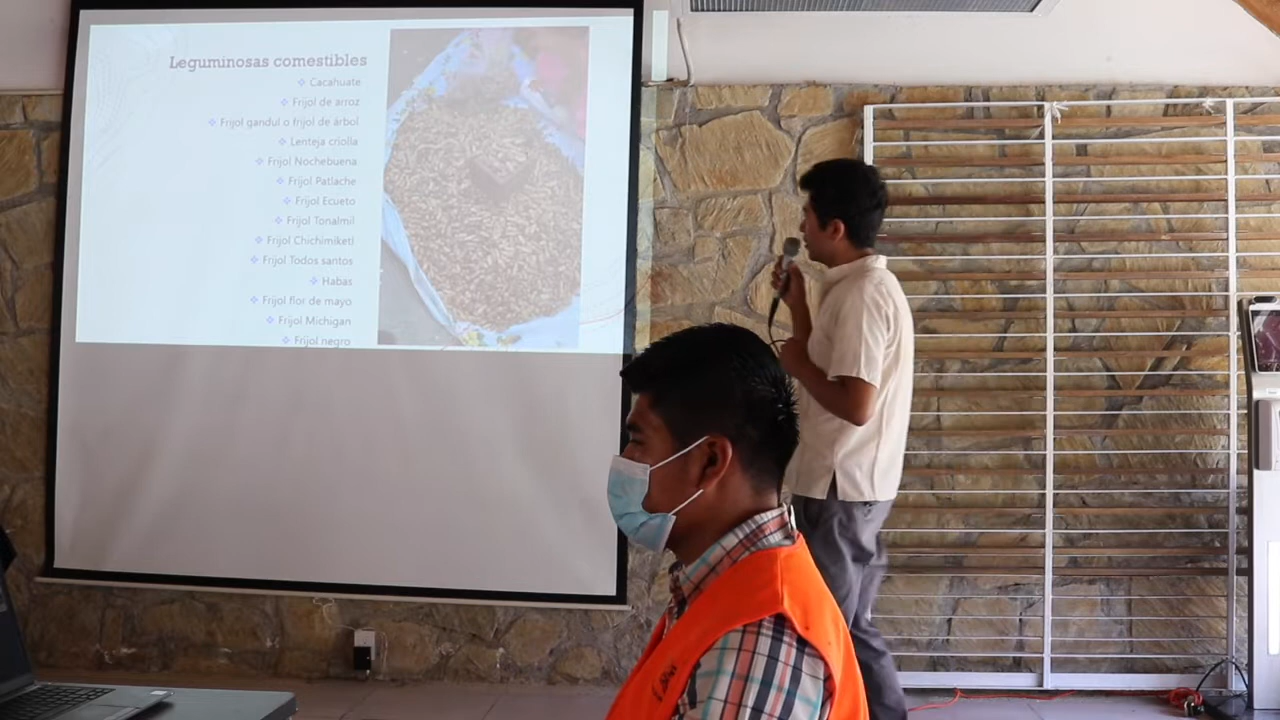 Leguminosas comestibles
Cacahuate
Frijol de arroz
Frijol gandul o frijol de árbol
Lenteja criolla
Frijol Nochebuena
Frijol Patlache
Frijol Ecueto
Frijol Tonalmil
Frijol Chichimiketl
Frijol Todos santos
Habas
Frijol flor de mayo
Frijol Michigan
Frijol negro